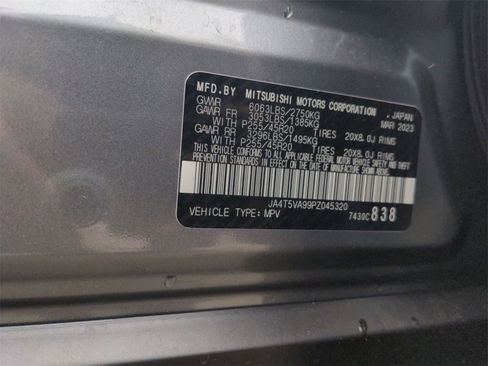 MFD.BY MITSUBISHI MOTORS CORPORATION JAPAN
GVWR 6063LBS/2750KG MAR 2023
GAWR FR 3053LBS/1385KG
WITH P255/45R20 TIRES 20X8.0J RIMS
GAWR RR 3296LBS/1495KG
WITH P255/45R20 TIRES 20X8.0J RIMS
THIS VEHICLE CONFORMS TO ALL APPLICABLE FEDERAL MOTOR VEHICLE SAFETY AND THEFT
PREVENTION STANDARDS IN EFFECT ON THE DATE OF MANUFACTURE SHOWN ABOVE.
JA4T5VA99PZ045320
VEHICLE TYPE: MPV 7430C 838